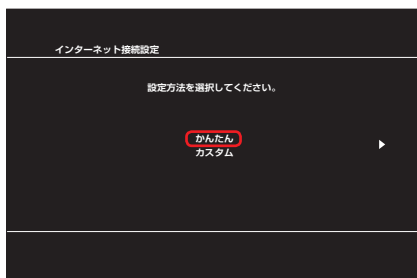 インターネット接続設定
設定方法を選択してください。
かんたん
カスタム